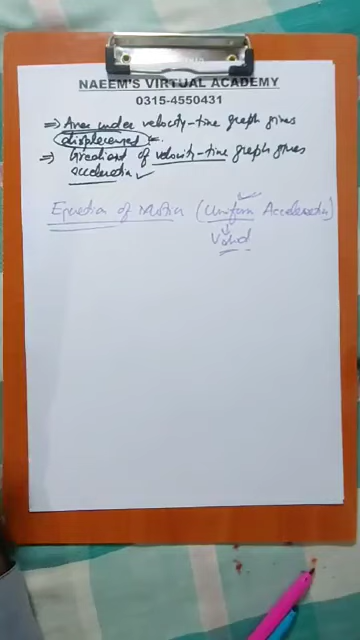 NAEEM'S VIRTUAL ACADEMY
0315-4550431
⇒ Area under velocity-time graph gives
displacement
⇒ Gradient of velocity-time graph gives
acceleration ✓
Equation of Motion (Uniform Acceleration)
Valid